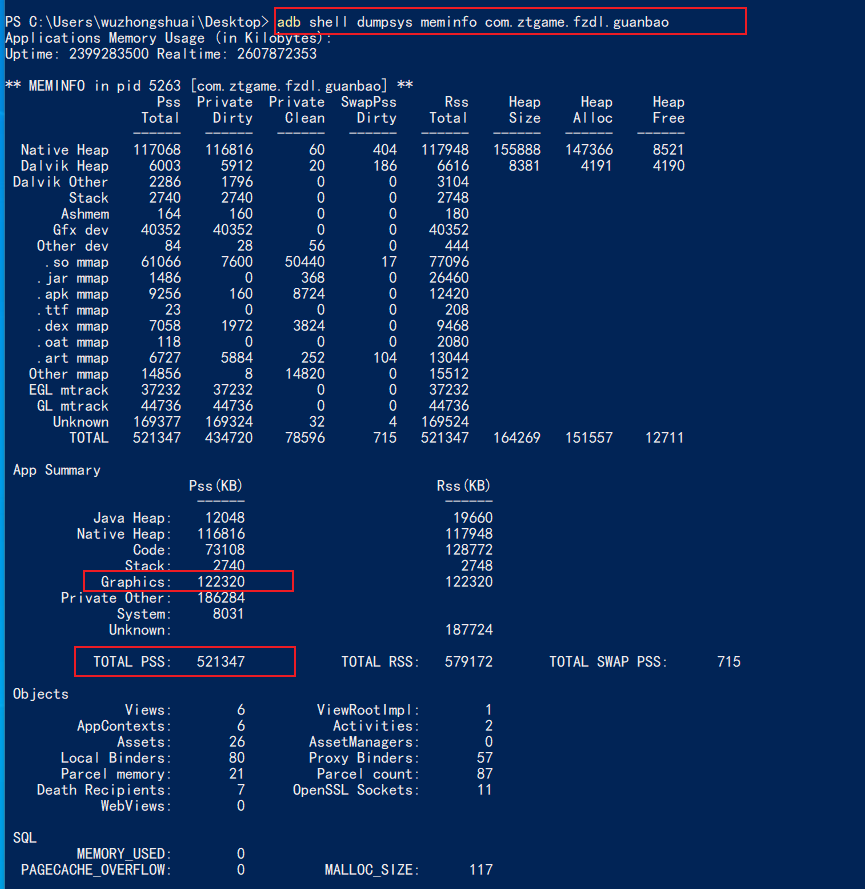 PS C:\Users\wuzhongshuai\Desktop> adb shell dumpsys meminfo com.ztgame.fzdl.guanbao
Applications Memory Usage (in Kilobytes):
Uptime: 2399283500 Realtime: 2607872353
** MEMINFO in pid 5263 [com.ztgame.fzdl.guanbao] **
Pss Private Private SwapPss Rss Heap Heap Heap
Total Dirty Clean Dirty Total Size Alloc Free
------ ------ ------ ------ ------ ------ ------ ------
Native Heap 117068 116816 60 404 117948 155888 147366 8521
Dalvik Heap 6003 5912 20 186 6616 8381 4191 4190
Dalvik Other 2286 1796 0 0 3104
Stack 2740 2740 0 0 2748
Ashmem 164 160 0 0 180
Gfx dev 40352 40352 0 0 40352
Other dev 84 28 56 0 444
.so mmap 61066 7600 50440 17 77096
.jar mmap 1486 0 368 0 26460
.apk mmap 9256 160 8724 0 12420
.ttf mmap 23 0 0 0 208
.dex mmap 7058 1972 3824 0 9468
.oat mmap 118 0 0 0 2080
.art mmap 6727 5884 252 104 13044
Other mmap 14856 8 14820 0 15512
EGL mtrack 37232 37232 0 0 37232
GL mtrack 44736 44736 0 0 44736
Unknown 169377 169324 32 4 169524
TOTAL 521347 434720 78596 715 521347 164269 151557 12711
App Summary
Pss(KB) Rss(KB)
------ ------
Java Heap: 12048 19660
Native Heap: 116816 117948
Code: 73108 128772
Stack: 2740 2748
Graphics: 122320 122320
Private Other: 186284
System: 8031
Unknown: 187724
TOTAL PSS: 521347 TOTAL RSS: 579172 TOTAL SWAP PSS: 715
Objects
Views: 6 ViewRootImpl: 1
AppContexts: 6 Activities: 2
Assets: 26 AssetManagers: 0
Local Binders: 80 Proxy Binders: 57
Parcel memory: 21 Parcel count: 87
Death Recipients: 7 OpenSSL Sockets: 11
WebViews: 0
SQL
MEMORY_USED: 0
PAGECACHE_OVERFLOW: 0 MALLOC_SIZE: 117